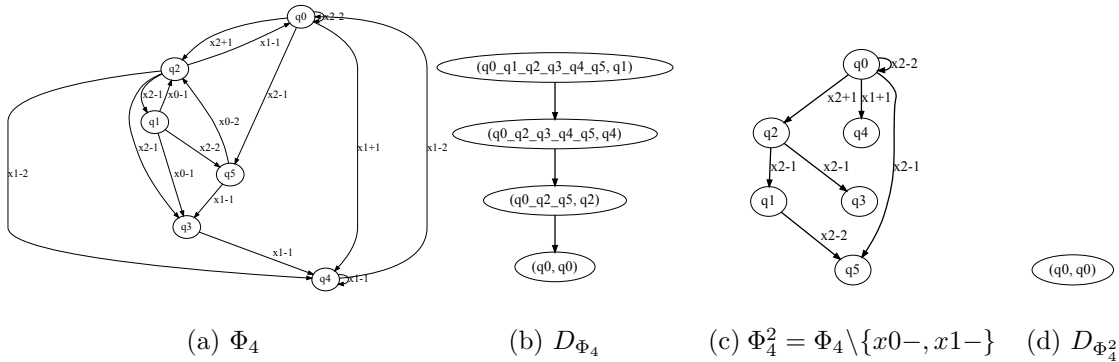 q0
x2-2
x2+1
x1-1
q2
x2-1
x0-1
x2-1
q1
x0-2
x2-1
x2-2
x1+1
x1-2
x1-2
x0-1
q5
x1-1
q3
x1-1
q4
x1-1
(a) Φ₄
(q0_q1_q2_q3_q4_q5, q1)
(q0_q2_q3_q4_q5, q4)
(q0_q2_q5, q2)
(q0, q0)
(b) D_Φ₄
q0
x2-2
x2+1
x1+1
q2
q4
x2-1
x2-1
x2-1
q1
q3
x2-2
q5
(c) Φ₄² = Φ₄\{x0−, x1−}
(q0, q0)
(d) D_Φ₄²